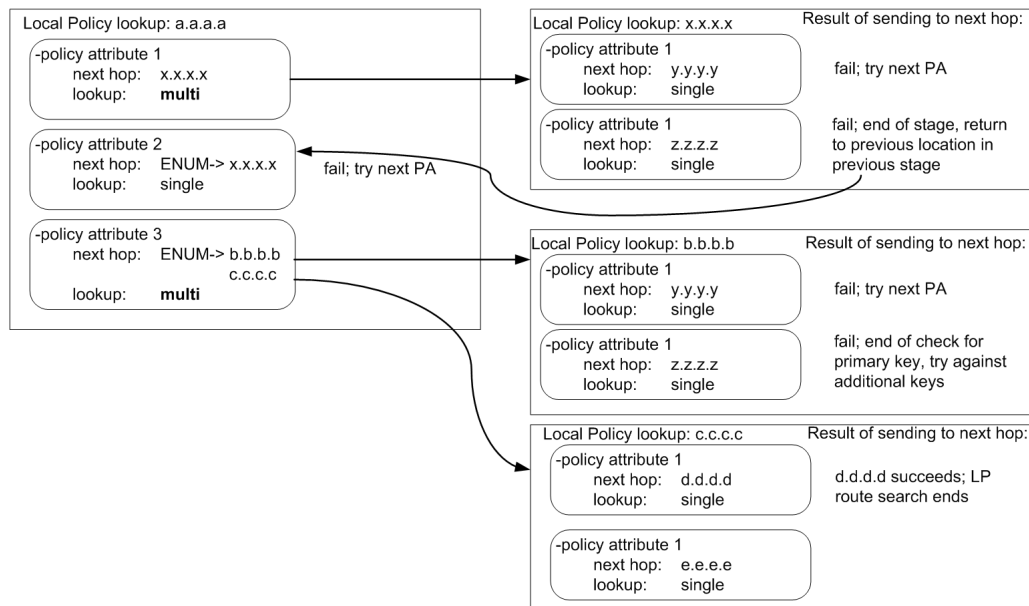 Local Policy lookup: a.a.a.a
-policy attribute 1
next hop: x.x.x.x
lookup: multi
-policy attribute 2
next hop: ENUM-> x.x.x.x
lookup: single
-policy attribute 3
next hop: ENUM-> b.b.b.b
c.c.c.c
lookup: multi
fail; try next PA
Local Policy lookup: x.x.x.x
Result of sending to next hop:
-policy attribute 1
next hop: y.y.y.y
lookup: single
fail; try next PA
-policy attribute 1
next hop: z.z.z.z
lookup: single
fail; end of stage, return
to previous location in
previous stage
Local Policy lookup: b.b.b.b
Result of sending to next hop:
-policy attribute 1
next hop: y.y.y.y
lookup: single
fail; try next PA
-policy attribute 1
next hop: z.z.z.z
lookup: single
fail; end of check for
primary key, try against
additional keys
Local Policy lookup: c.c.c.c
Result of sending to next hop:
-policy attribute 1
next hop: d.d.d.d
lookup: single
d.d.d.d succeeds; LP
route search ends
-policy attribute 1
next hop: e.e.e.e
lookup: single